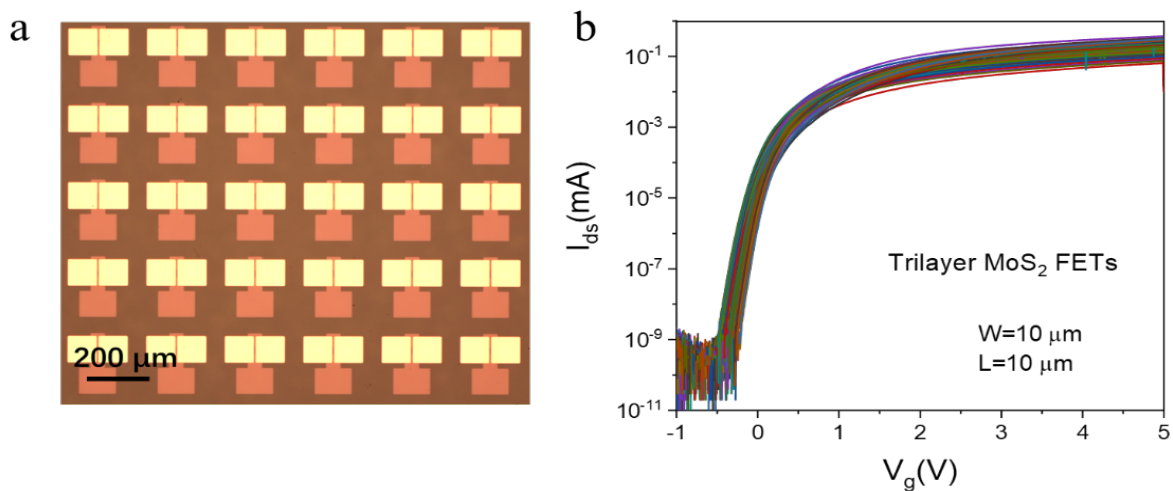 a
200 μm
b
I_ds(mA)
10⁻¹
10⁻³
10⁻⁵
10⁻⁷
10⁻⁹
10⁻¹¹
Trilayer MoS₂ FETs
W=10 μm
L=10 μm
-1 0 1 2 3 4 5
V_g(V)